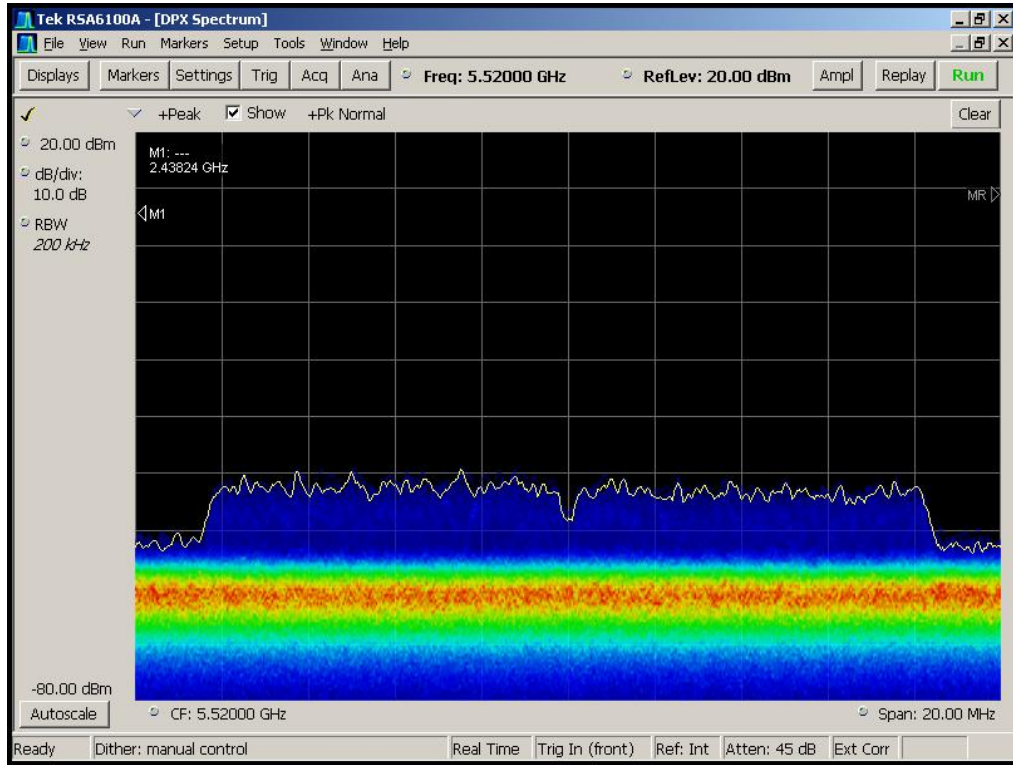 Tek RSA6100A - [DPX Spectrum]
File View Run Markers Setup Tools Window Help
Displays Markers Settings Trig Acq Ana Freq: 5.52000 GHz RefLev: 20.00 dBm Ampl Replay Run
+Peak Show +Pk Normal Clear
20.00 dBm
dB/div:
10.0 dB
RBW
200 kHz
M1: ---
2.43824 GHz
M1
MR
-80.00 dBm
Autoscale CF: 5.52000 GHz Span: 20.00 MHz
Ready Dither: manual control Real Time Trig In (front) Ref: Int Atten: 45 dB Ext Corr